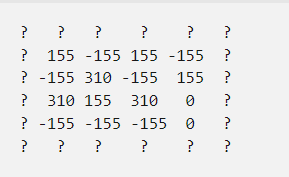 ? ? ? ? ? ?
? 155 -155 155 -155 ?
? -155 310 -155 155 ?
? 310 155 310 0 ?
? -155 -155 -155 0 ?
? ? ? ? ? ?